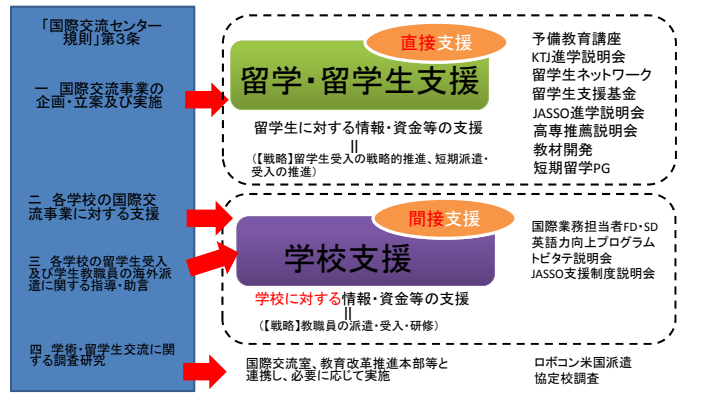 「国際交流センター
規則」第3条
一 国際交流事業の
企画・立案及び実施
二 各学校の国際交
流事業に対する支援
三 各学校の留学生受入
及び学生教職員の海外派
遣に関する指導・助言
四 学術・留学生交流に関
する調査研究
直接支援
留学・留学生支援
留学生に対する情報・資金等の支援
||
(【戦略】留学生受入の戦略的推進、短期派遣・
受入の推進)
予備教育講座
KTJ進学説明会
留学生ネットワーク
留学生支援基金
JASSO進学説明会
高専推薦説明会
教材開発
短期留学PG
間接支援
学校支援
学校に対する情報・資金等の支援
||
(【戦略】教職員の派遣・受入・研修)
国際業務担当者FD・SD
英語力向上プログラム
トビタテ説明会
JASSO支援制度説明会
国際交流室、教育改革推進本部等と
連携し、必要に応じて実施
ロボコン米国派遣
協定校調査